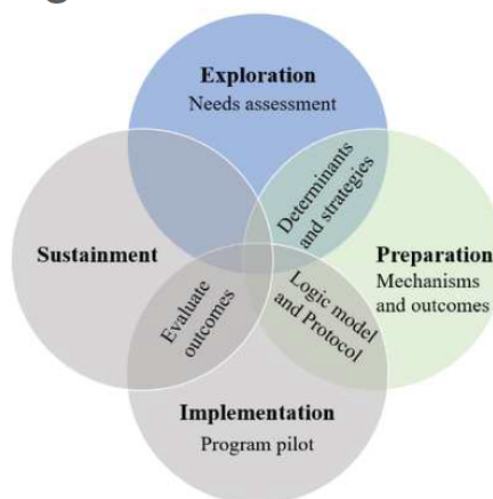 Exploration
Needs assessment
Determinants
and strategies
Sustainment
Preparation
Mechanisms
and outcomes
Evaluate
outcomes
Logic model
and Protocol
Implementation
Program pilot